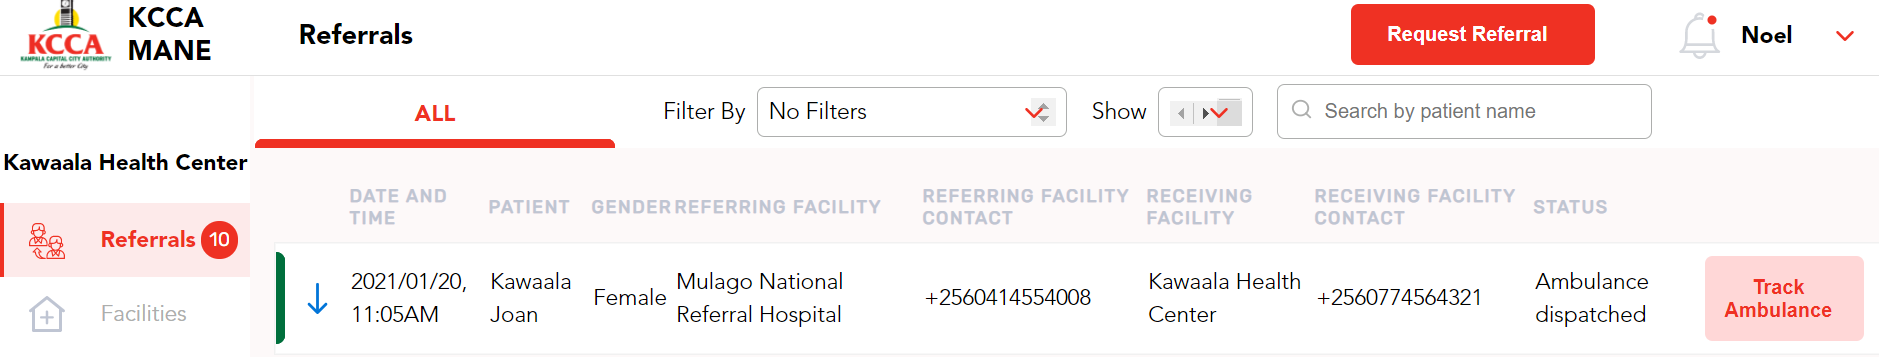 KCCA
KAMPALA CAPITAL CITY AUTHORITY
For a better City
KCCA
MANE
Referrals
Request Referral
Noel
ALL
Filter By
No Filters
Show
Search by patient name
Kawaala Health Center
Referrals 10
Facilities
DATE AND
TIME
PATIENT
GENDER
REFERRING FACILITY
REFERRING FACILITY
CONTACT
RECEIVING
FACILITY
RECEIVING FACILITY
CONTACT
STATUS
2021/01/20,
11:05AM
Kawaala
Joan
Female
Mulago National
Referral Hospital
+2560414554008
Kawaala Health
Center
+2560774564321
Ambulance
dispatched
Track
Ambulance